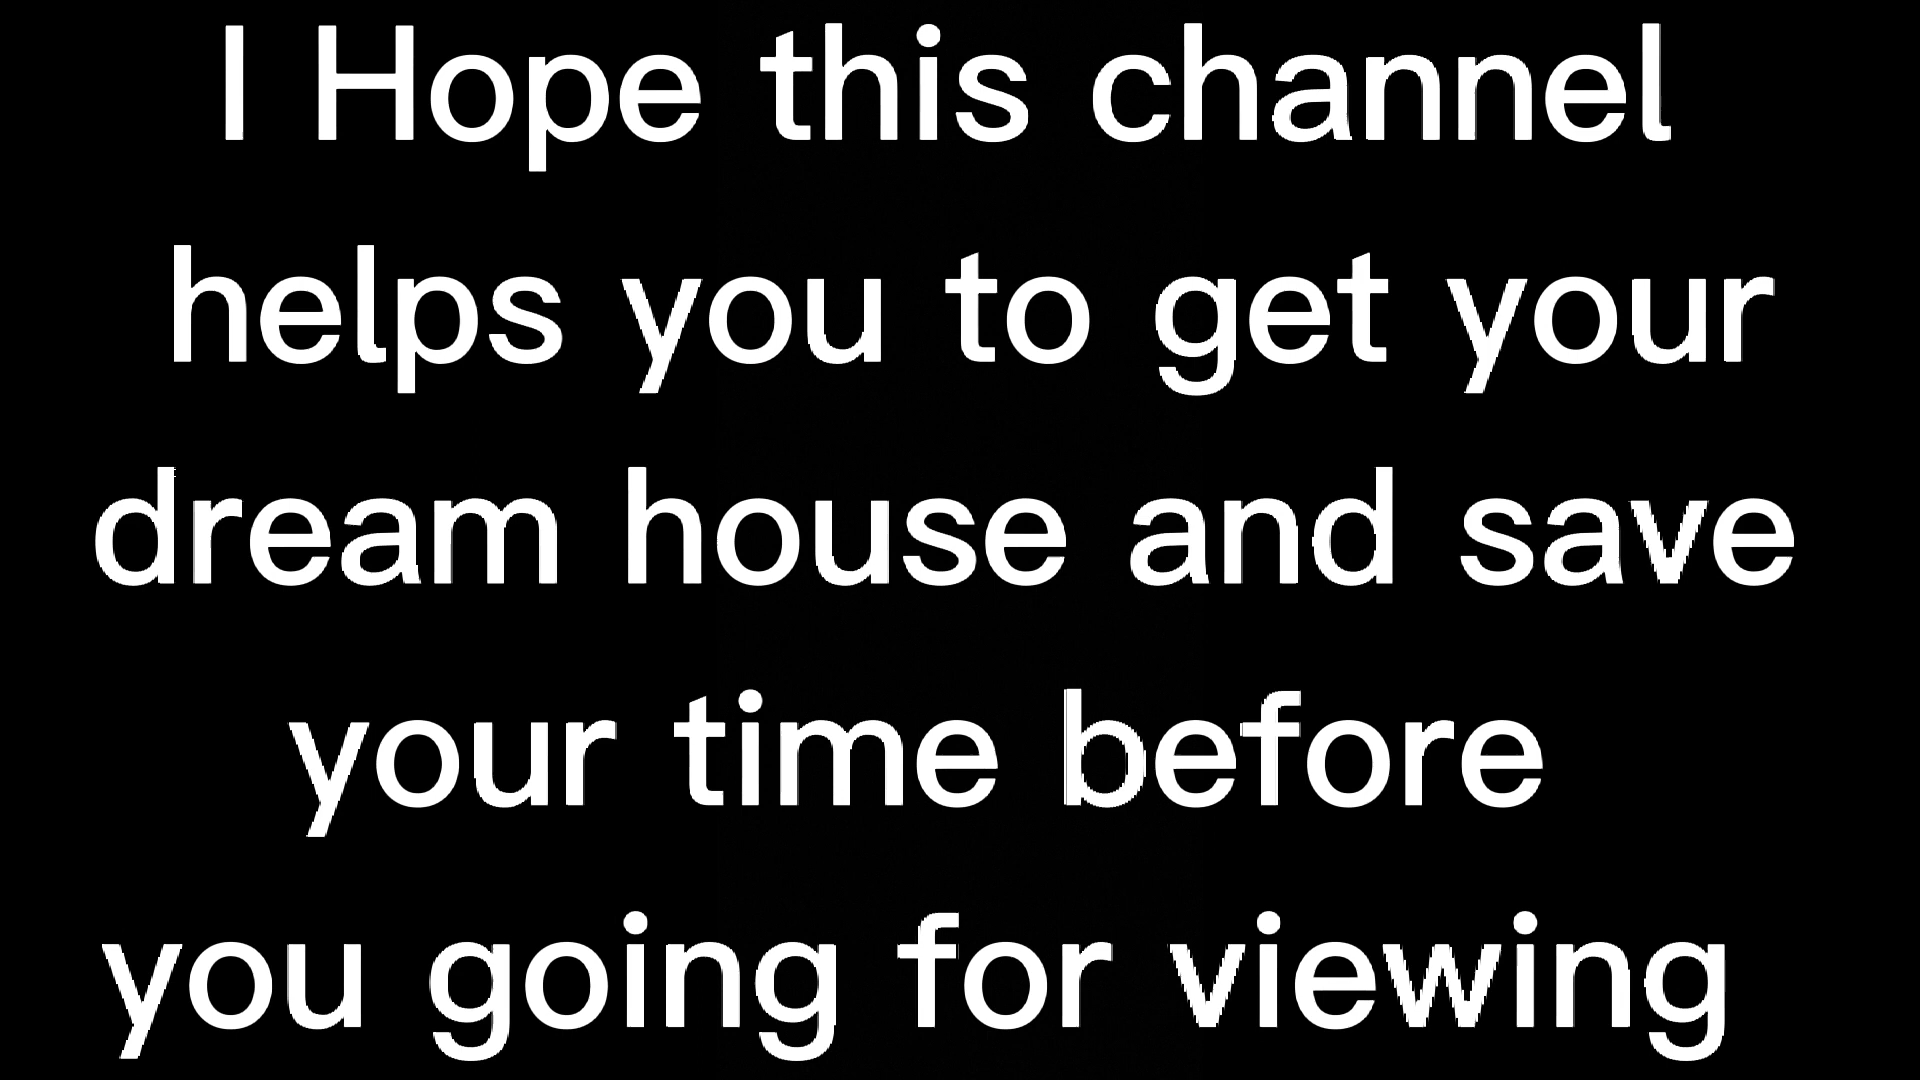 I Hope this channel
helps you to get your
dream house and save
your time before
you going for viewing